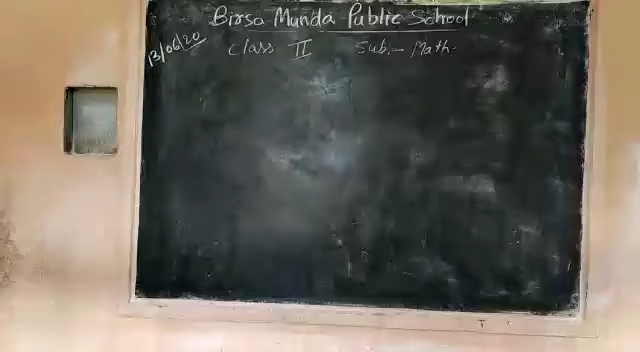 Birsa Munda Public School
13/06/20 Class II Sub:- Math.